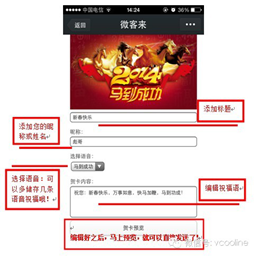 中国电信
14:24
36%
返回
微客来
2014
马到成功
添加标题
新春快乐
添加您的昵
称或姓名
昵称:
选择语音:
马到成功
选择语音:可
以多储存几条
语音祝福哦!
贺卡内容:
祝您:新春快乐、万事如意、快马加鞭、马到成功!
编辑祝福语
贺卡预览
编辑好之后,马上预览,就可以直接发送了!
微信号: vcooline